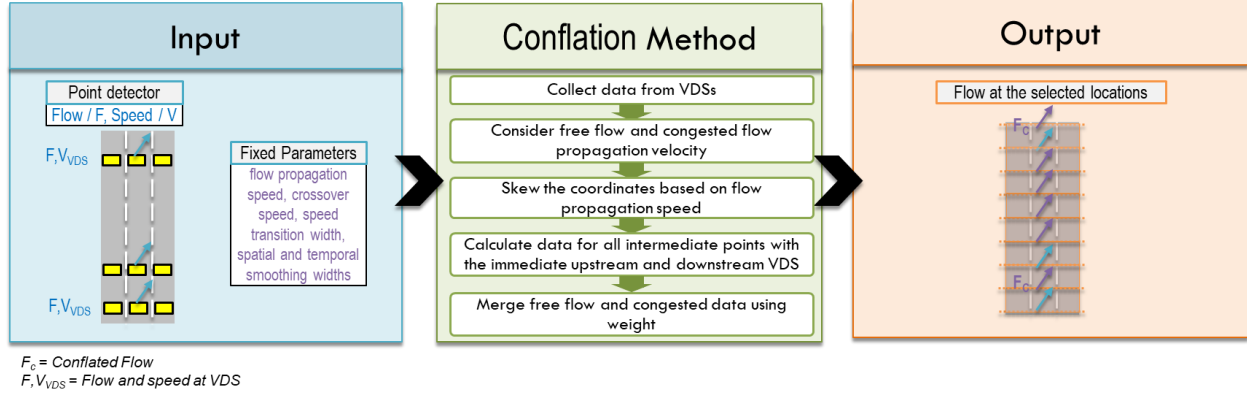 Input
Point detector
Flow / F, Speed / V
F,VVDS
F,VVDS
Fixed Parameters
flow propagation
speed, crossover
speed, speed
transition width,
spatial and temporal
smoothing widths
Conflation Method
Collect data from VDSs
Consider free flow and congested flow
propagation velocity
Skew the coordinates based on flow
propagation speed
Calculate data for all intermediate points with
the immediate upstream and downstream VDS
Merge free flow and congested data using
weight
Output
Flow at the selected locations
Fc
Fc
Fc = Conflated Flow
F,VVDS = Flow and speed at VDS